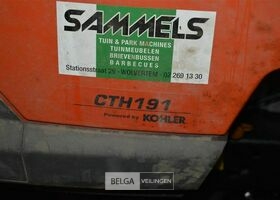 SAMMELS
TUIN & PARK MACHINES
TUINMEUBELEN
BRIEVENBUSSEN
BARBECUES
Stationsstraat 29 - WOLVERTEM - 02 269 13 30
CTH191
Powered by KOHLER
BELGA VEILINGEN